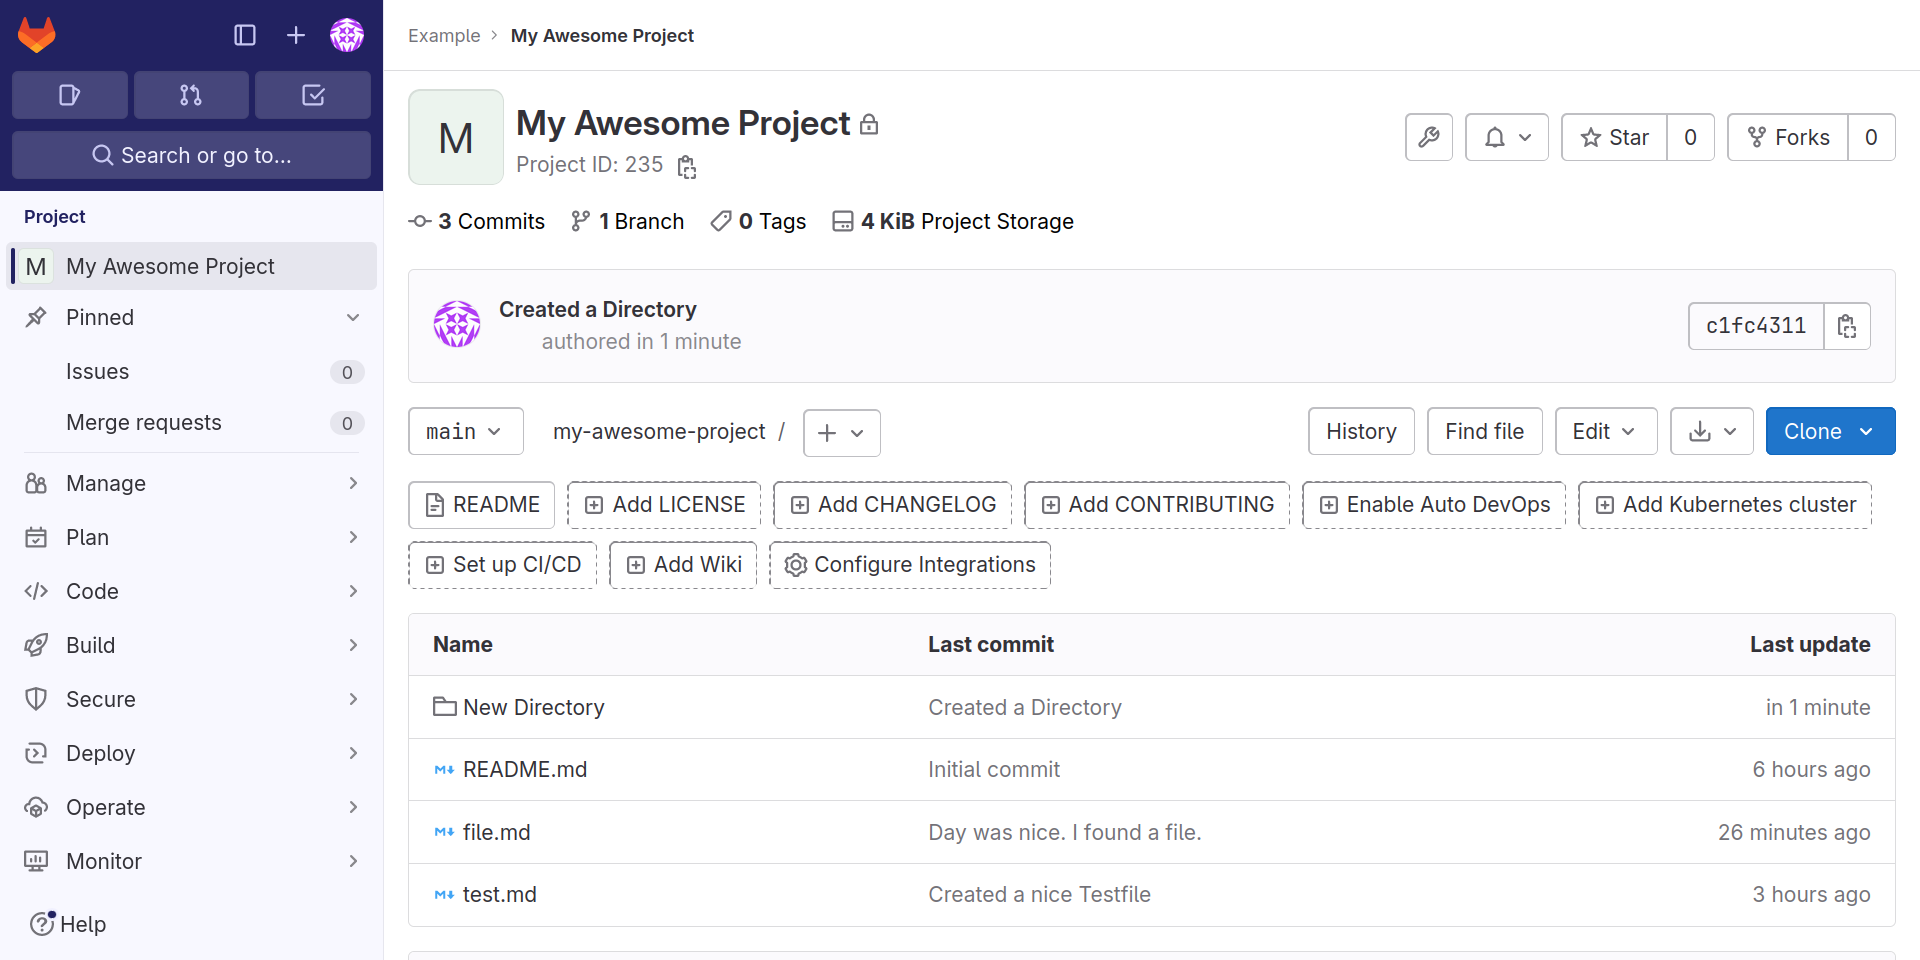 Example > My Awesome Project
Search or go to...
Project
M My Awesome Project
Pinned
Issues 0
Merge requests 0
Manage
Plan
Code
Build
Secure
Deploy
Operate
Monitor
Help
M
My Awesome Project
Project ID: 235
Star 0
Forks 0
3 Commits 1 Branch 0 Tags 4 KiB Project Storage
Created a Directory
authored in 1 minute
c1fc4311
main my-awesome-project / +
History Find file Edit Clone
README Add LICENSE Add CHANGELOG Add CONTRIBUTING Enable Auto DevOps Add Kubernetes cluster
Set up CI/CD Add Wiki Configure Integrations
Name Last commit Last update
New Directory Created a Directory in 1 minute
README.md Initial commit 6 hours ago
file.md Day was nice. I found a file. 26 minutes ago
test.md Created a nice Testfile 3 hours ago